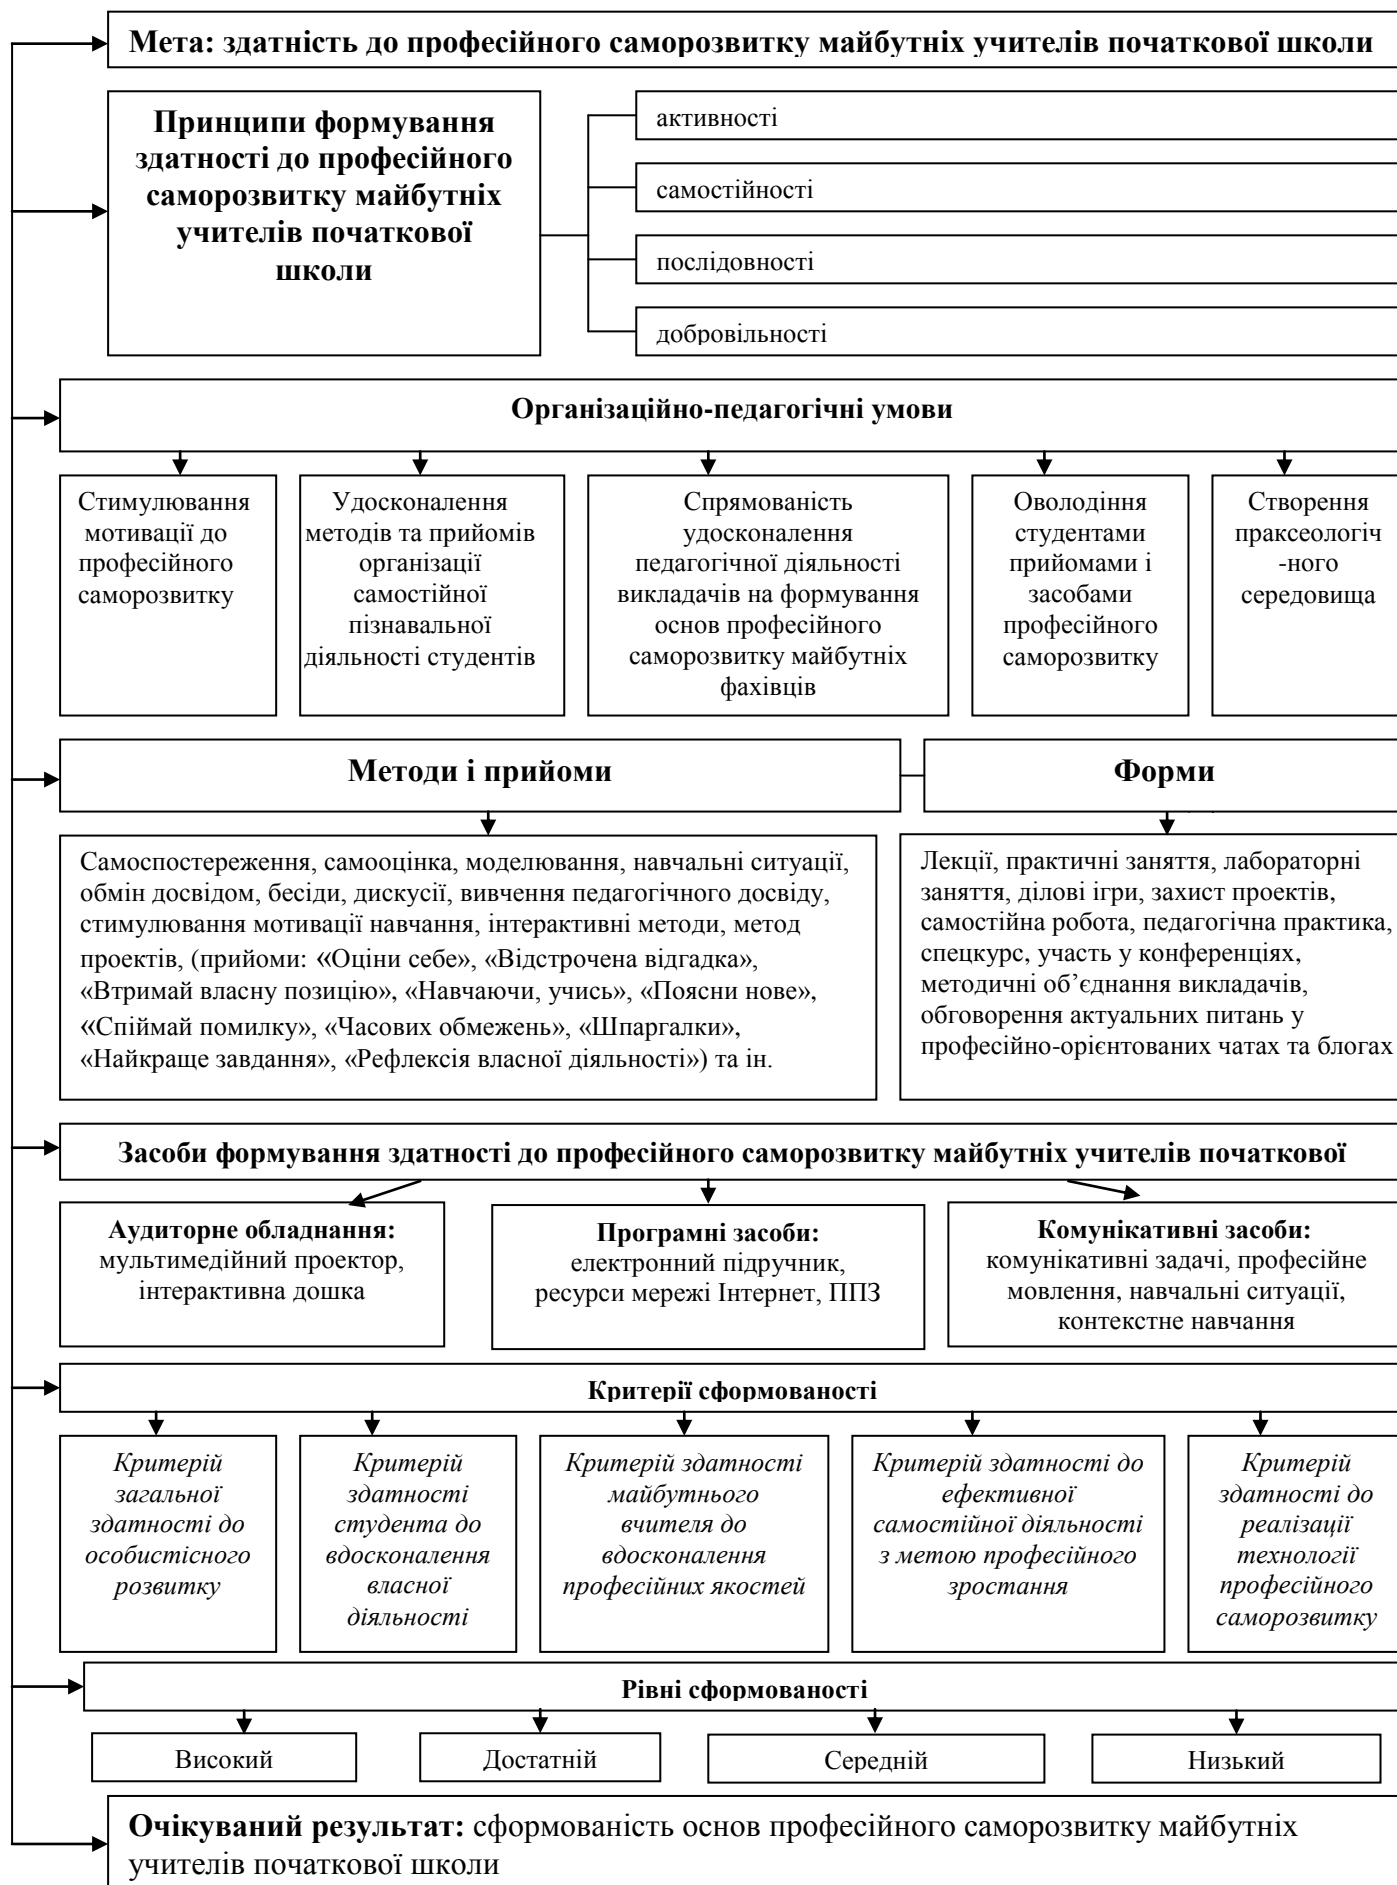 Мета: здатність до професійного саморозвитку майбутніх учителів початкової школи
Принципи формування
здатності до професійного
саморозвитку майбутніх
учителів початкової
школи
активності
самостійності
послідовності
добровільності
Організаційно-педагогічні умови
Стимулювання
мотивації до
професійного
саморозвитку
Удосконалення
методів та прийомів
організації
самостійної
пізнавальної
діяльності студентів
Спрямованість
удосконалення
педагогічної діяльності
викладачів на формування
основ професійного
саморозвитку майбутніх
фахівців
Оволодіння
студентами
прийомами і
засобами
професійного
саморозвитку
Створення
праксеологіч
-ного
середовища
Методи і прийоми
Форми
Самоспостереження, самооцінка, моделювання, навчальні ситуації,
обмін досвідом, бесіди, дискусії, вивчення педагогічного досвіду,
стимулювання мотивації навчання, інтерактивні методи, метод
проектів, (прийоми: «Оціни себе», «Відстрочена відгадка»,
«Втримай власну позицію», «Навчаючи, учись», «Поясни нове»,
«Спіймай помилку», «Часових обмежень», «Шпаргалки»,
«Найкраще завдання», «Рефлексія власної діяльності») та ін.
Лекції, практичні заняття, лабораторні
заняття, ділові ігри, захист проектів,
самостійна робота, педагогічна практика,
спецкурс, участь у конференціях,
методичні об’єднання викладачів,
обговорення актуальних питань у
професійно-орієнтованих чатах та блогах
Засоби формування здатності до професійного саморозвитку майбутніх учителів початкової
Аудиторне обладнання:
мультимедійний проектор,
інтерактивна дошка
Програмні засоби:
електронний підручник,
ресурси мережі Інтернет, ППЗ
Комунікативні засоби:
комунікативні задачі, професійне
мовлення, навчальні ситуації,
контекстне навчання
Критерії сформованості
Критерій
загальної
здатності до
особистісного
розвитку
Критерій
здатності
студента до
вдосконалення
власної
діяльності
Критерій здатності
майбутнього
вчителя до
вдосконалення
професійних якостей
Критерій здатності до
ефективної
самостійної діяльності
з метою професійного
зростання
Критерій
здатності до
реалізації
технології
професійного
саморозвитку
Рівні сформованості
Високий
Достатній
Середній
Низький
Очікуваний результат: сформованість основ професійного саморозвитку майбутніх
учителів початкової школи